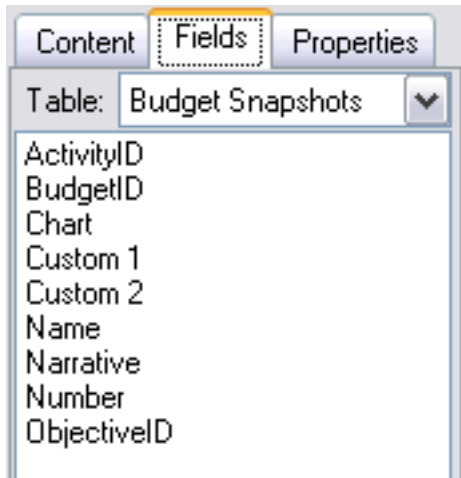 Content Fields Properties
Table: Budget Snapshots
ActivityID
BudgetID
Chart
Custom 1
Custom 2
Name
Narrative
Number
ObjectiveID